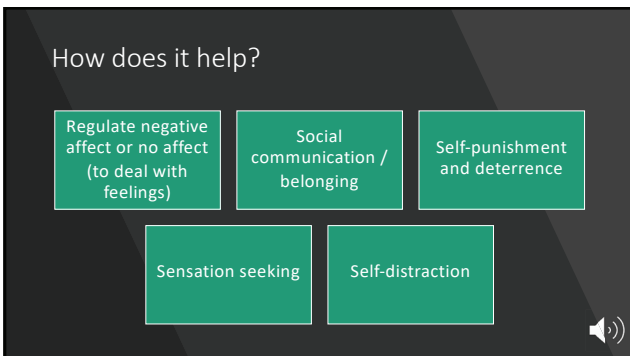 How does it help?
Regulate negative
affect or no affect
(to deal with
feelings)
Social
communication /
belonging
Self-punishment
and deterrence
Sensation seeking
Self-distraction